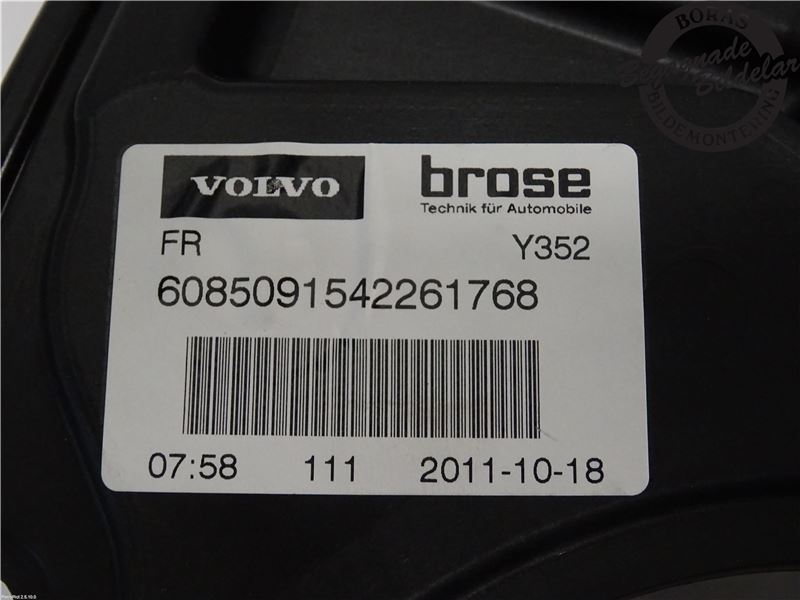 BORÅS
Begagnade
Bildelar
BILDEMONTERING
VOLVO
brose
Technik für Automobile
FR
Y352
6085091542261768
07:58
111
2011-10-18